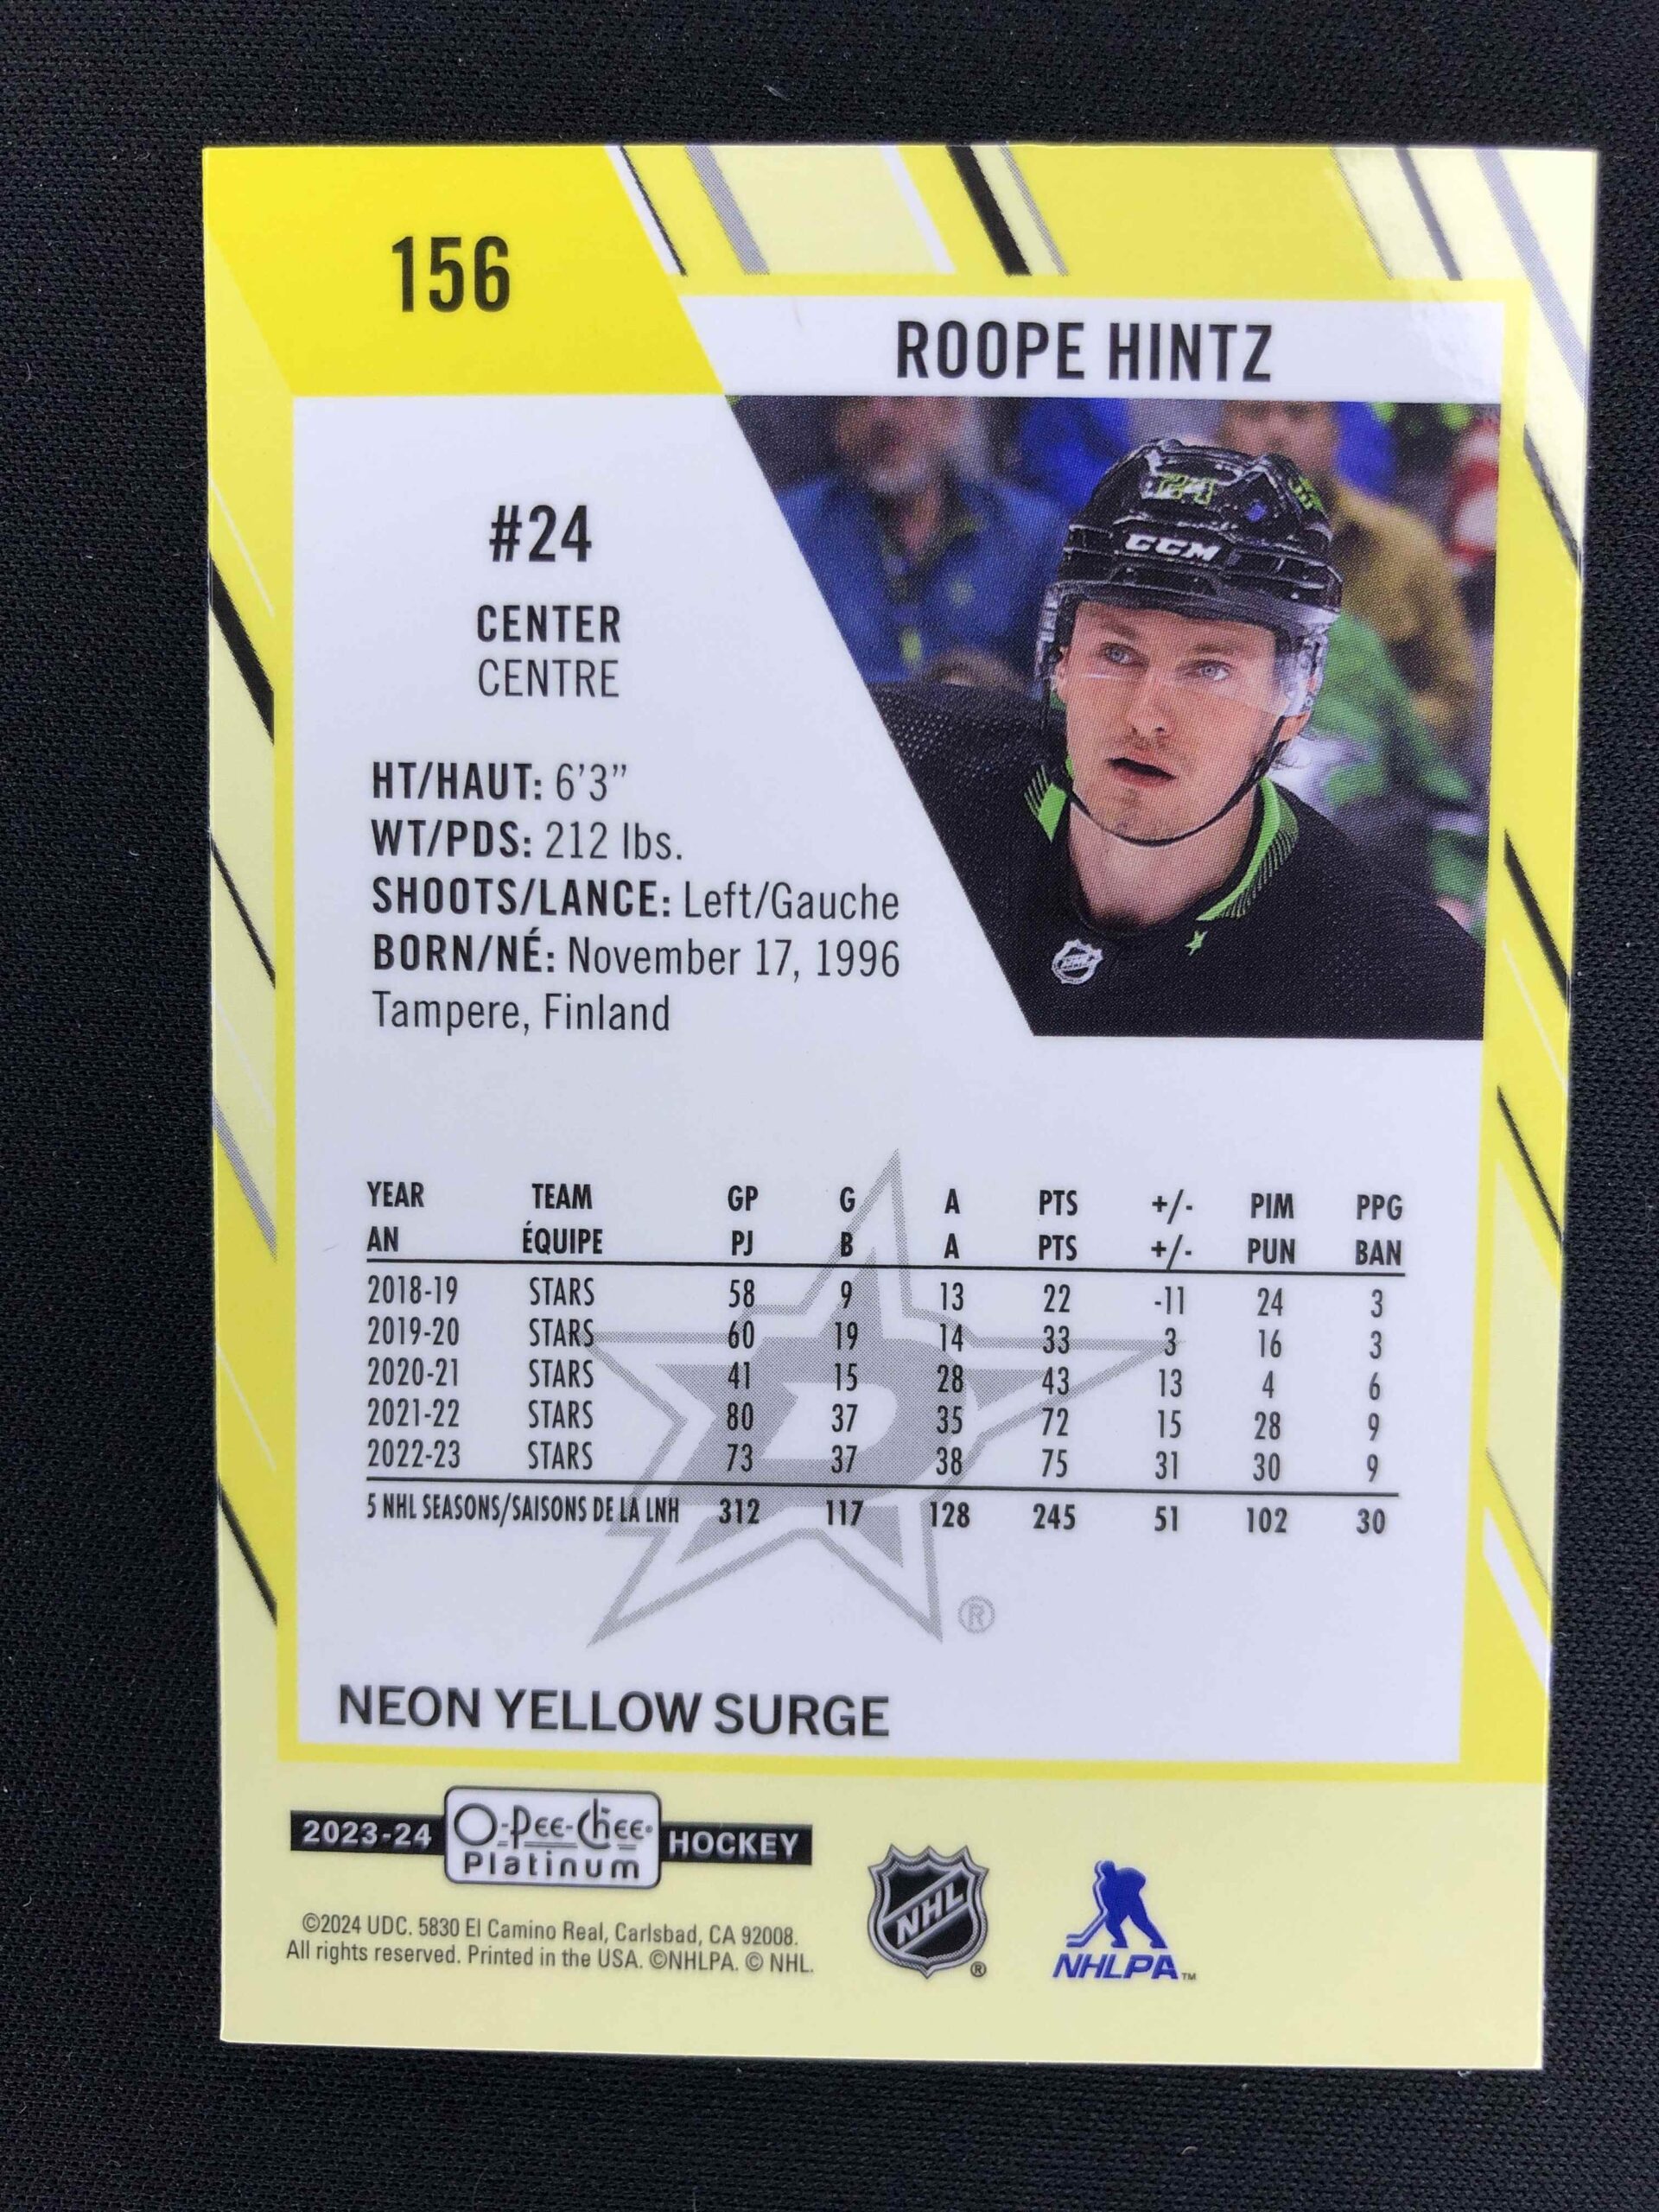 156
ROOPE HINTZ
#24
CENTER
CENTRE
24
CCM
HT/HAUT: 6'3”
WT/PDS: 212 lbs.
SHOOTS/LANCE: Left/Gauche
BORN/NÉ: November 17, 1996
Tampere, Finland
YEAR TEAM GP G A PTS +/- PIM PPG
AN ÉQUIPE PJ B A PTS +/- PUN BAN
2018-19 STARS 58 9 13 22 -11 24 3
2019-20 STARS 60 19 14 33 3 16 3
2020-21 STARS 41 15 28 43 13 4 6
2021-22 STARS 80 37 35 72 15 28 9
2022-23 STARS 73 37 38 75 31 30 9
5 NHL SEASONS/SAISONS DE LA LNH 312 117 128 245 51 102 30
D
®
NEON YELLOW SURGE
2023-24 O-Pee-Chee® HOCKEY
Platinum
©2024 UDC. 5830 El Camino Real, Carlsbad, CA 92008.
All rights reserved. Printed in the USA. ©NHLPA. © NHL.
NHL ®
NHLPA™